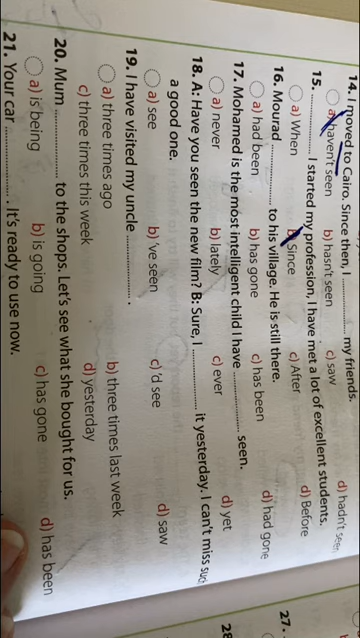 14. I moved to Cairo. Since then, I ............ my friends.
a) haven't seen b) hasn't seen c) saw d) hadn't seen
15. ............ I started my profession, I have met a lot of excellent students.
a) When b) Since c) After d) Before
16. Mourad ............ to his village. He is still there.
a) had been b) has gone c) has been d) had gone
17. Mohamed is the most intelligent child I have ............ seen.
a) never b) lately c) ever d) yet
18. A: Have you seen the new film? B: Sure, I ............ it yesterday. I can't miss such
a good one.
a) see b) 've seen c) 'd see d) saw
19. I have visited my uncle ............ .
a) three times ago b) three times last week
c) three times this week d) yesterday
20. Mum ............ to the shops. Let's see what she bought for us.
a) is being b) is going c) has gone d) has been
21. Your car ............ . It's ready to use now.
27.
28